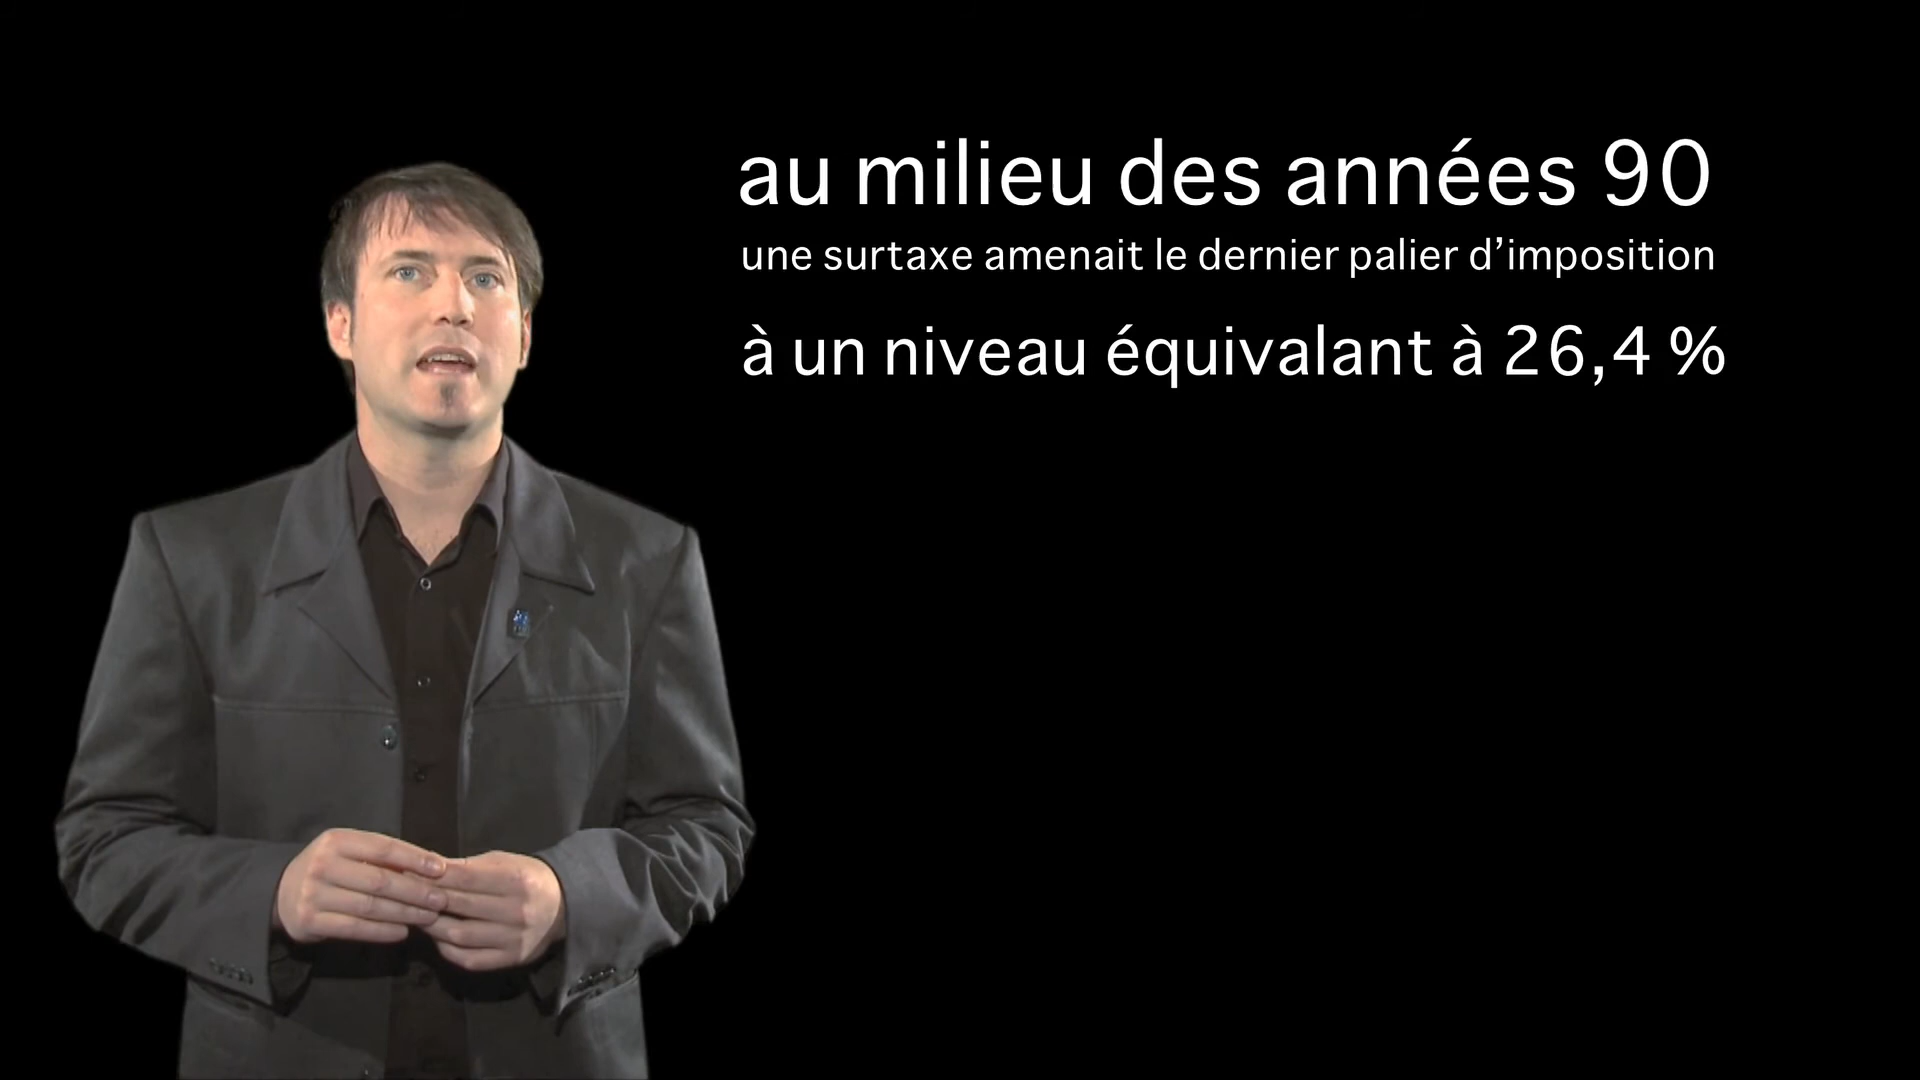 au milieu des années 90
une surtaxe amenait le dernier palier d’imposition
à un niveau équivalant à 26,4 %